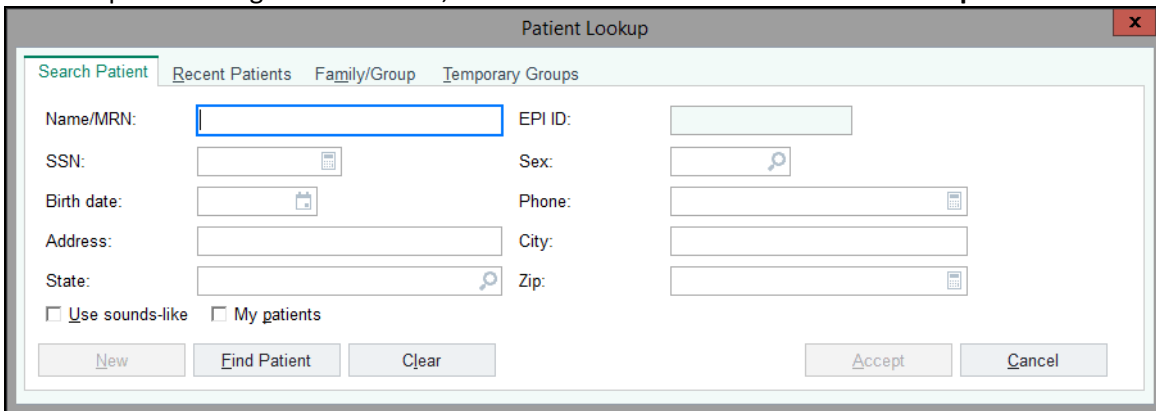 Patient Lookup x
Search Patient Recent Patients Family/Group Temporary Groups
Name/MRN: EPI ID:
SSN: Sex:
Birth date: Phone:
Address: City:
State: Zip:
Use sounds-like My patients
New Find Patient Clear Accept Cancel